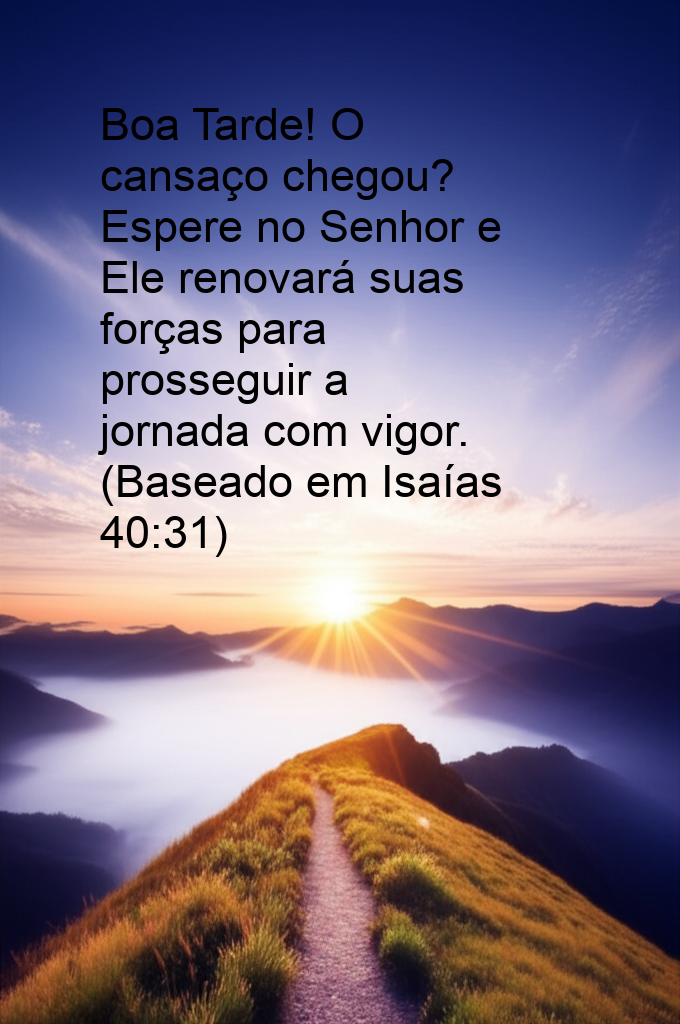 Boa Tarde! O
cansaço chegou?
Espere no Senhor e
Ele renovará suas
forças para
prosseguir a
jornada com vigor.
(Baseado em Isaías
40:31)